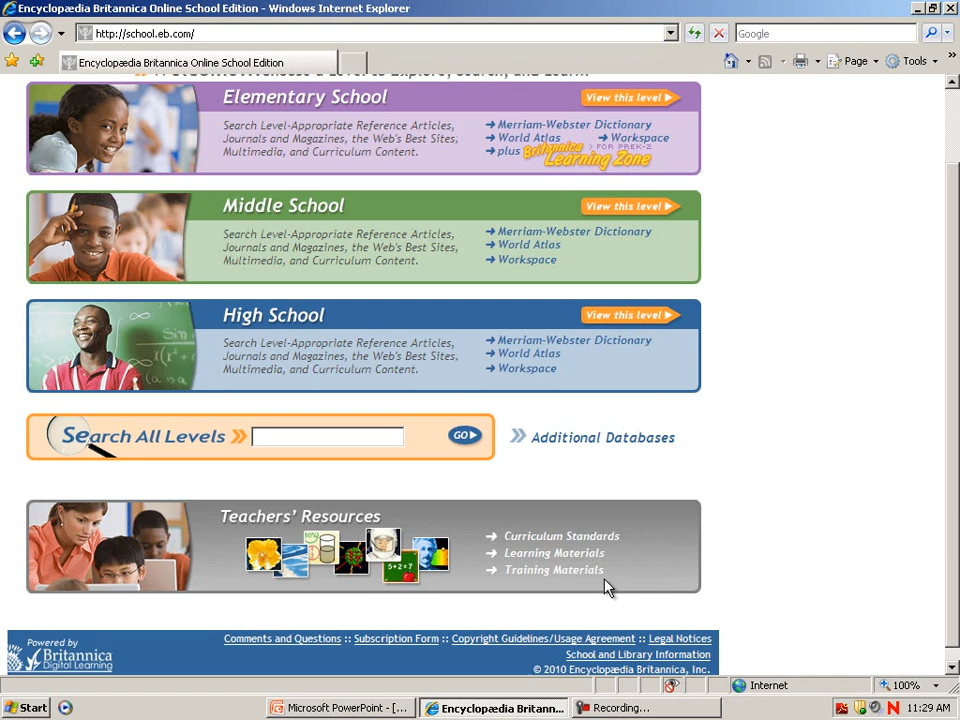 Encyclopædia Britannica Online School Edition - Windows Internet Explorer
http://school.eb.com/
Google
Encyclopædia Britannica Online School Edition
Page
Tools
Elementary School
View this level
Search Level-Appropriate Reference Articles,
Journals and Magazines, the Web's Best Sites,
Multimedia, and Curriculum Content.
Merriam-Webster Dictionary
World Atlas Workspace
plus Britannica Learning Zone > FOR PREK-2
Middle School
View this level
Search Level-Appropriate Reference Articles,
Journals and Magazines, the Web's Best Sites,
Multimedia, and Curriculum Content.
Merriam-Webster Dictionary
World Atlas
Workspace
High School
View this level
Search Level-Appropriate Reference Articles,
Journals and Magazines, the Web's Best Sites,
Multimedia, and Curriculum Content.
Merriam-Webster Dictionary
World Atlas
Workspace
Search All Levels
GO
Additional Databases
Teachers' Resources
50%
5+2=7
Curriculum Standards
Learning Materials
Training Materials
Powered by
Britannica
Digital Learning
Comments and Questions :: Subscription Form :: Copyright Guidelines/Usage Agreement :: Legal Notices
School and Library Information
© 2010 Encyclopædia Britannica, Inc.
Internet
100%
Start
Microsoft PowerPoint - [...
Encyclopædia Britann...
Recording...
11:29 AM